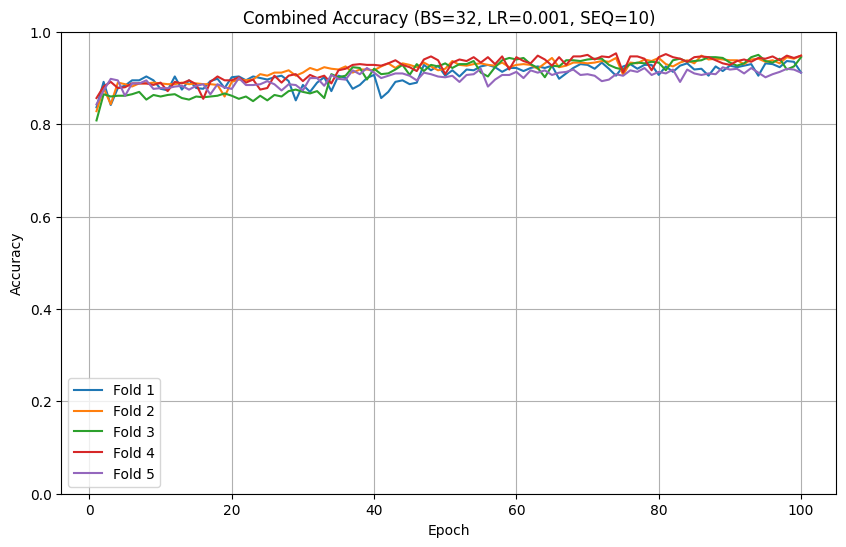 Combined Accuracy (BS=32, LR=0.001, SEQ=10)
1.0
0.8
0.6
0.4
0.2
0.0
Accuracy
Fold 1
Fold 2
Fold 3
Fold 4
Fold 5
0 20 40 60 80 100
Epoch